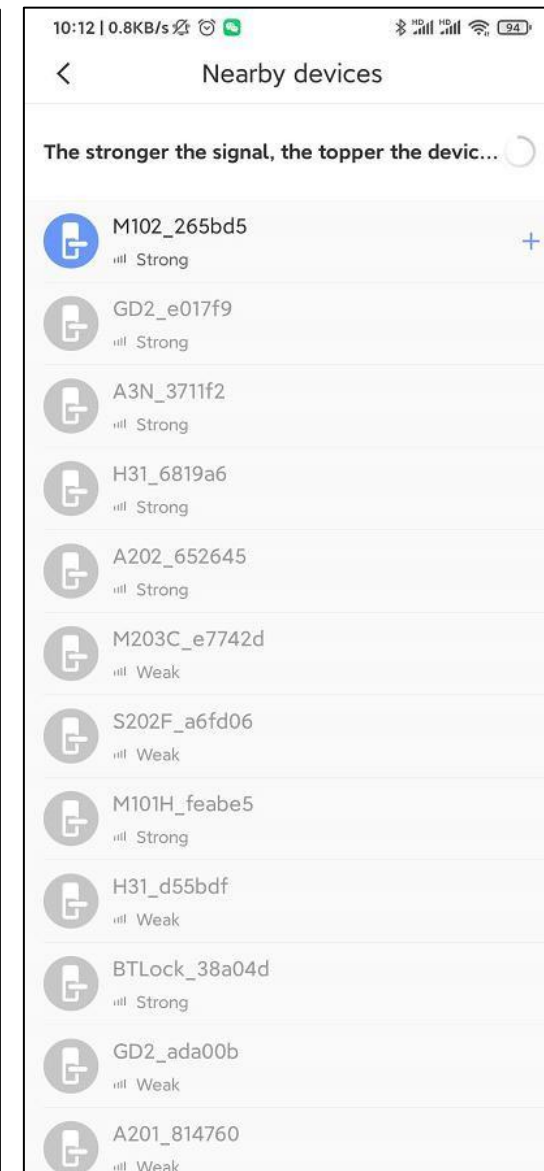 10:12 | 0.8KB/s
HD HD 94
Nearby devices
The stronger the signal, the topper the devic...
M102_265bd5
Strong
GD2_e017f9
Strong
A3N_3711f2
Strong
H31_6819a6
Strong
A202_652645
Strong
M203C_e7742d
Weak
S202F_a6fd06
Weak
M101H_feabe5
Strong
H31_d55bdf
Weak
BTLock_38a04d
Strong
GD2_ada00b
Weak
A201_814760
Weak